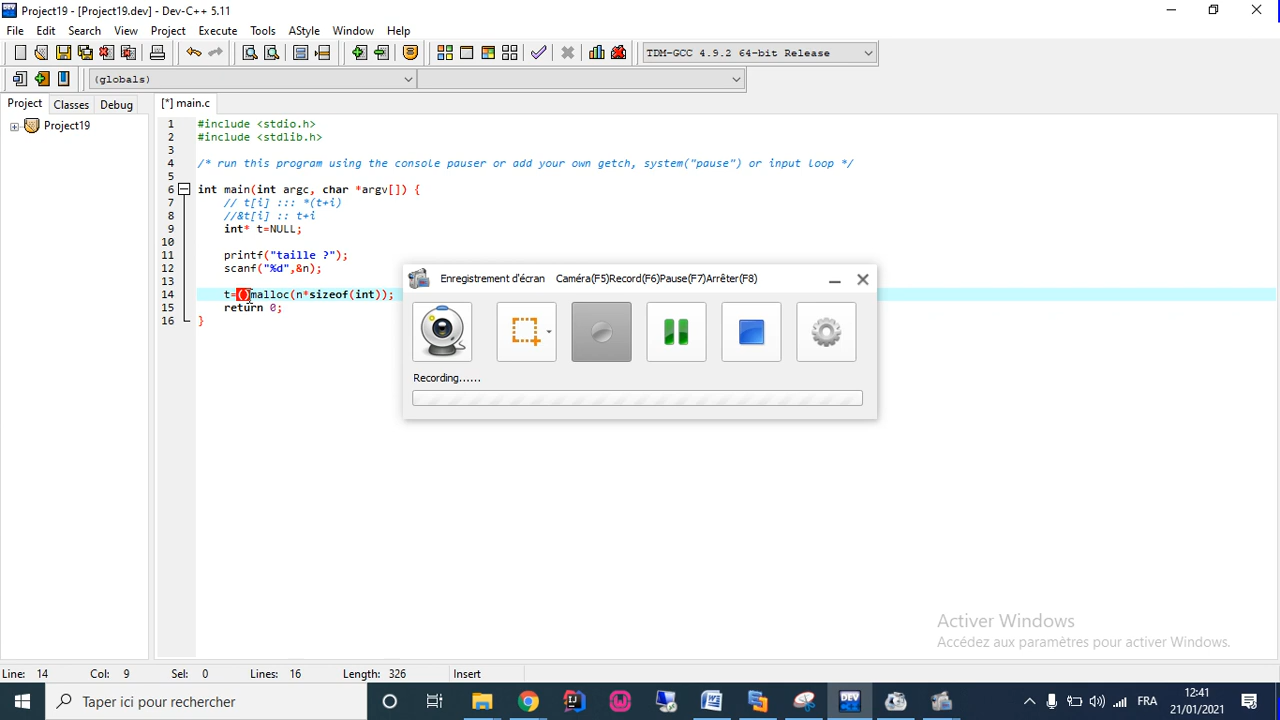 Project19 - [Project19.dev] - Dev-C++ 5.11
File Edit Search View Project Execute Tools AStyle Window Help
TDM-GCC 4.9.2 64-bit Release
(globals)
Project Classes Debug
[*] main.c
Project19
1 #include <stdio.h>
2 #include <stdlib.h>
3
4 /* run this program using the console pauser or add your own getch, system("pause") or input loop */
5
6 int main(int argc, char *argv[]) {
7 // t[i] ::: *(t+i)
8 //&t[i] :: t+i
9 int* t=NULL;
10
11 printf("taille ?");
12 scanf("%d",&n);
13
14 t=()malloc(n*sizeof(int));
15 return 0;
16 }
Enregistrement d'écran Caméra(F5)Record(F6)Pause(F7)Arrêter(F8)
Recording......
Activer Windows
Accédez aux paramètres pour activer Windows.
Line: 14 Col: 9 Sel: 0 Lines: 16 Length: 326 Insert
Taper ici pour rechercher
DEV
FRA
12:41
21/01/2021